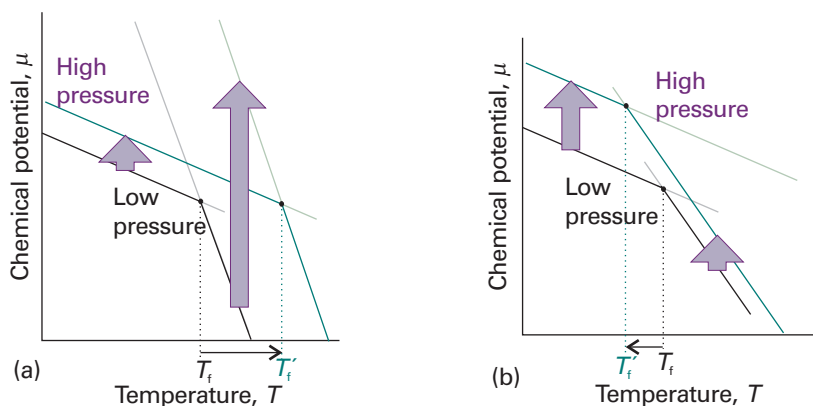 Chemical potential, μ
High
pressure
Low
pressure
T_f
T_f′
(a)
Temperature, T
Chemical potential, μ
High
pressure
Low
pressure
T_f′
T_f
(b)
Temperature, T